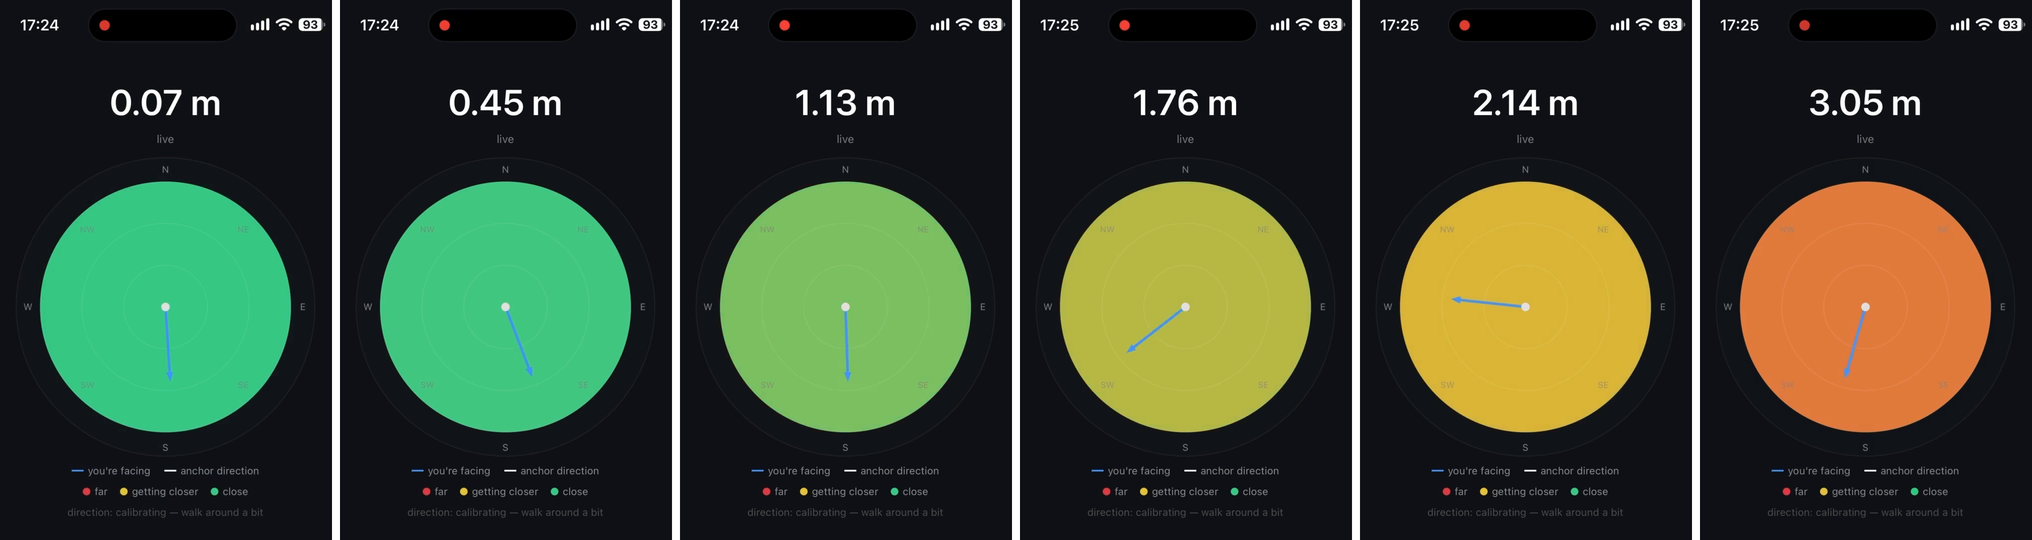 17:24 93
0.07 m
live
N
NW NE
W E
SW SE
S
you're facing anchor direction
far getting closer close
direction: calibrating — walk around a bit
17:24 93
0.45 m
live
N
NW NE
W E
SW SE
S
you're facing anchor direction
far getting closer close
direction: calibrating — walk around a bit
17:24 93
1.13 m
live
N
NW NE
W E
SW SE
S
you're facing anchor direction
far getting closer close
direction: calibrating — walk around a bit
17:25 93
1.76 m
live
N
NW NE
W E
SW SE
S
you're facing anchor direction
far getting closer close
direction: calibrating — walk around a bit
17:25 93
2.14 m
live
N
NW NE
W E
SW SE
S
you're facing anchor direction
far getting closer close
direction: calibrating — walk around a bit
17:25 93
3.05 m
live
N
NW NE
W E
SW SE
S
you're facing anchor direction
far getting closer close
direction: calibrating — walk around a bit